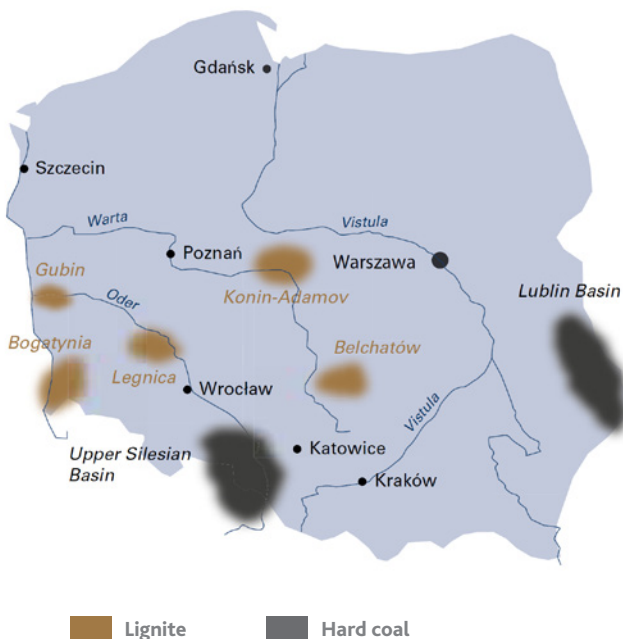 Gdańsk
Szczecin
Warta
Vistula
Poznań
Warszawa
Gubin
Oder
Konin-Adamov
Lublin Basin
Bogatynia
Belchatów
Legnica
Wrocław
Vistula
Upper Silesian
Basin
Katowice
Kraków
Lignite
Hard coal